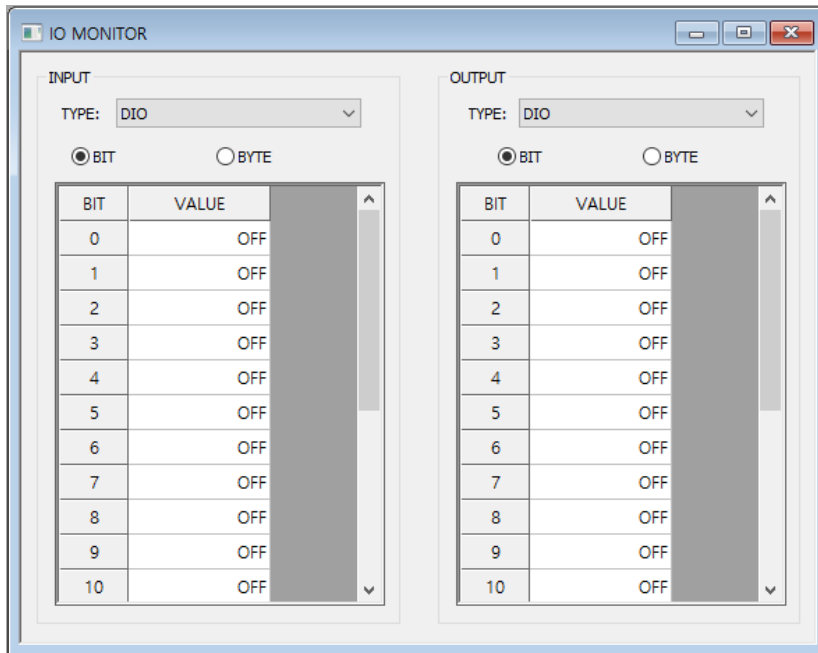 IO MONITOR
INPUT
TYPE: DIO
BIT BYTE
BIT VALUE
0 OFF
1 OFF
2 OFF
3 OFF
4 OFF
5 OFF
6 OFF
7 OFF
8 OFF
9 OFF
10 OFF
OUTPUT
TYPE: DIO
BIT BYTE
BIT VALUE
0 OFF
1 OFF
2 OFF
3 OFF
4 OFF
5 OFF
6 OFF
7 OFF
8 OFF
9 OFF
10 OFF